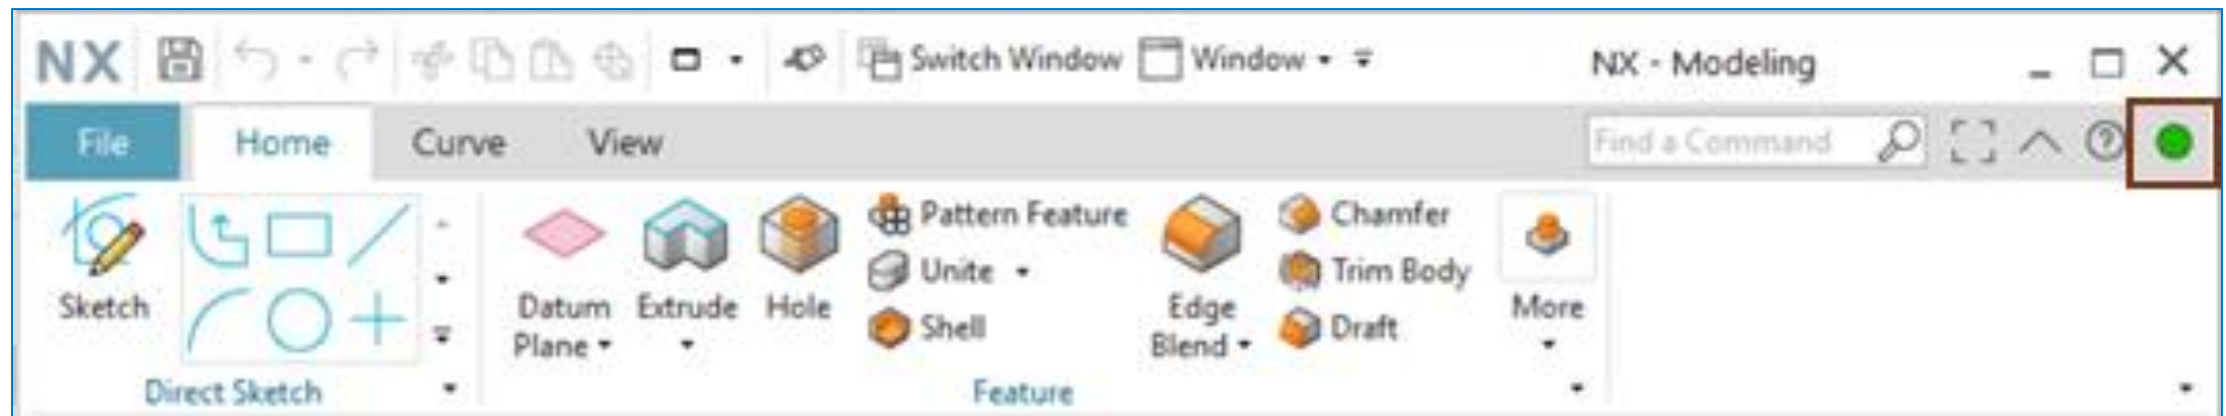 NX Switch Window Window NX - Modeling
File Home Curve View Find a Command
Sketch
Direct Sketch
Datum Plane
Extrude
Hole
Pattern Feature
Unite
Shell
Edge Blend
Chamfer
Trim Body
Draft
More
Feature